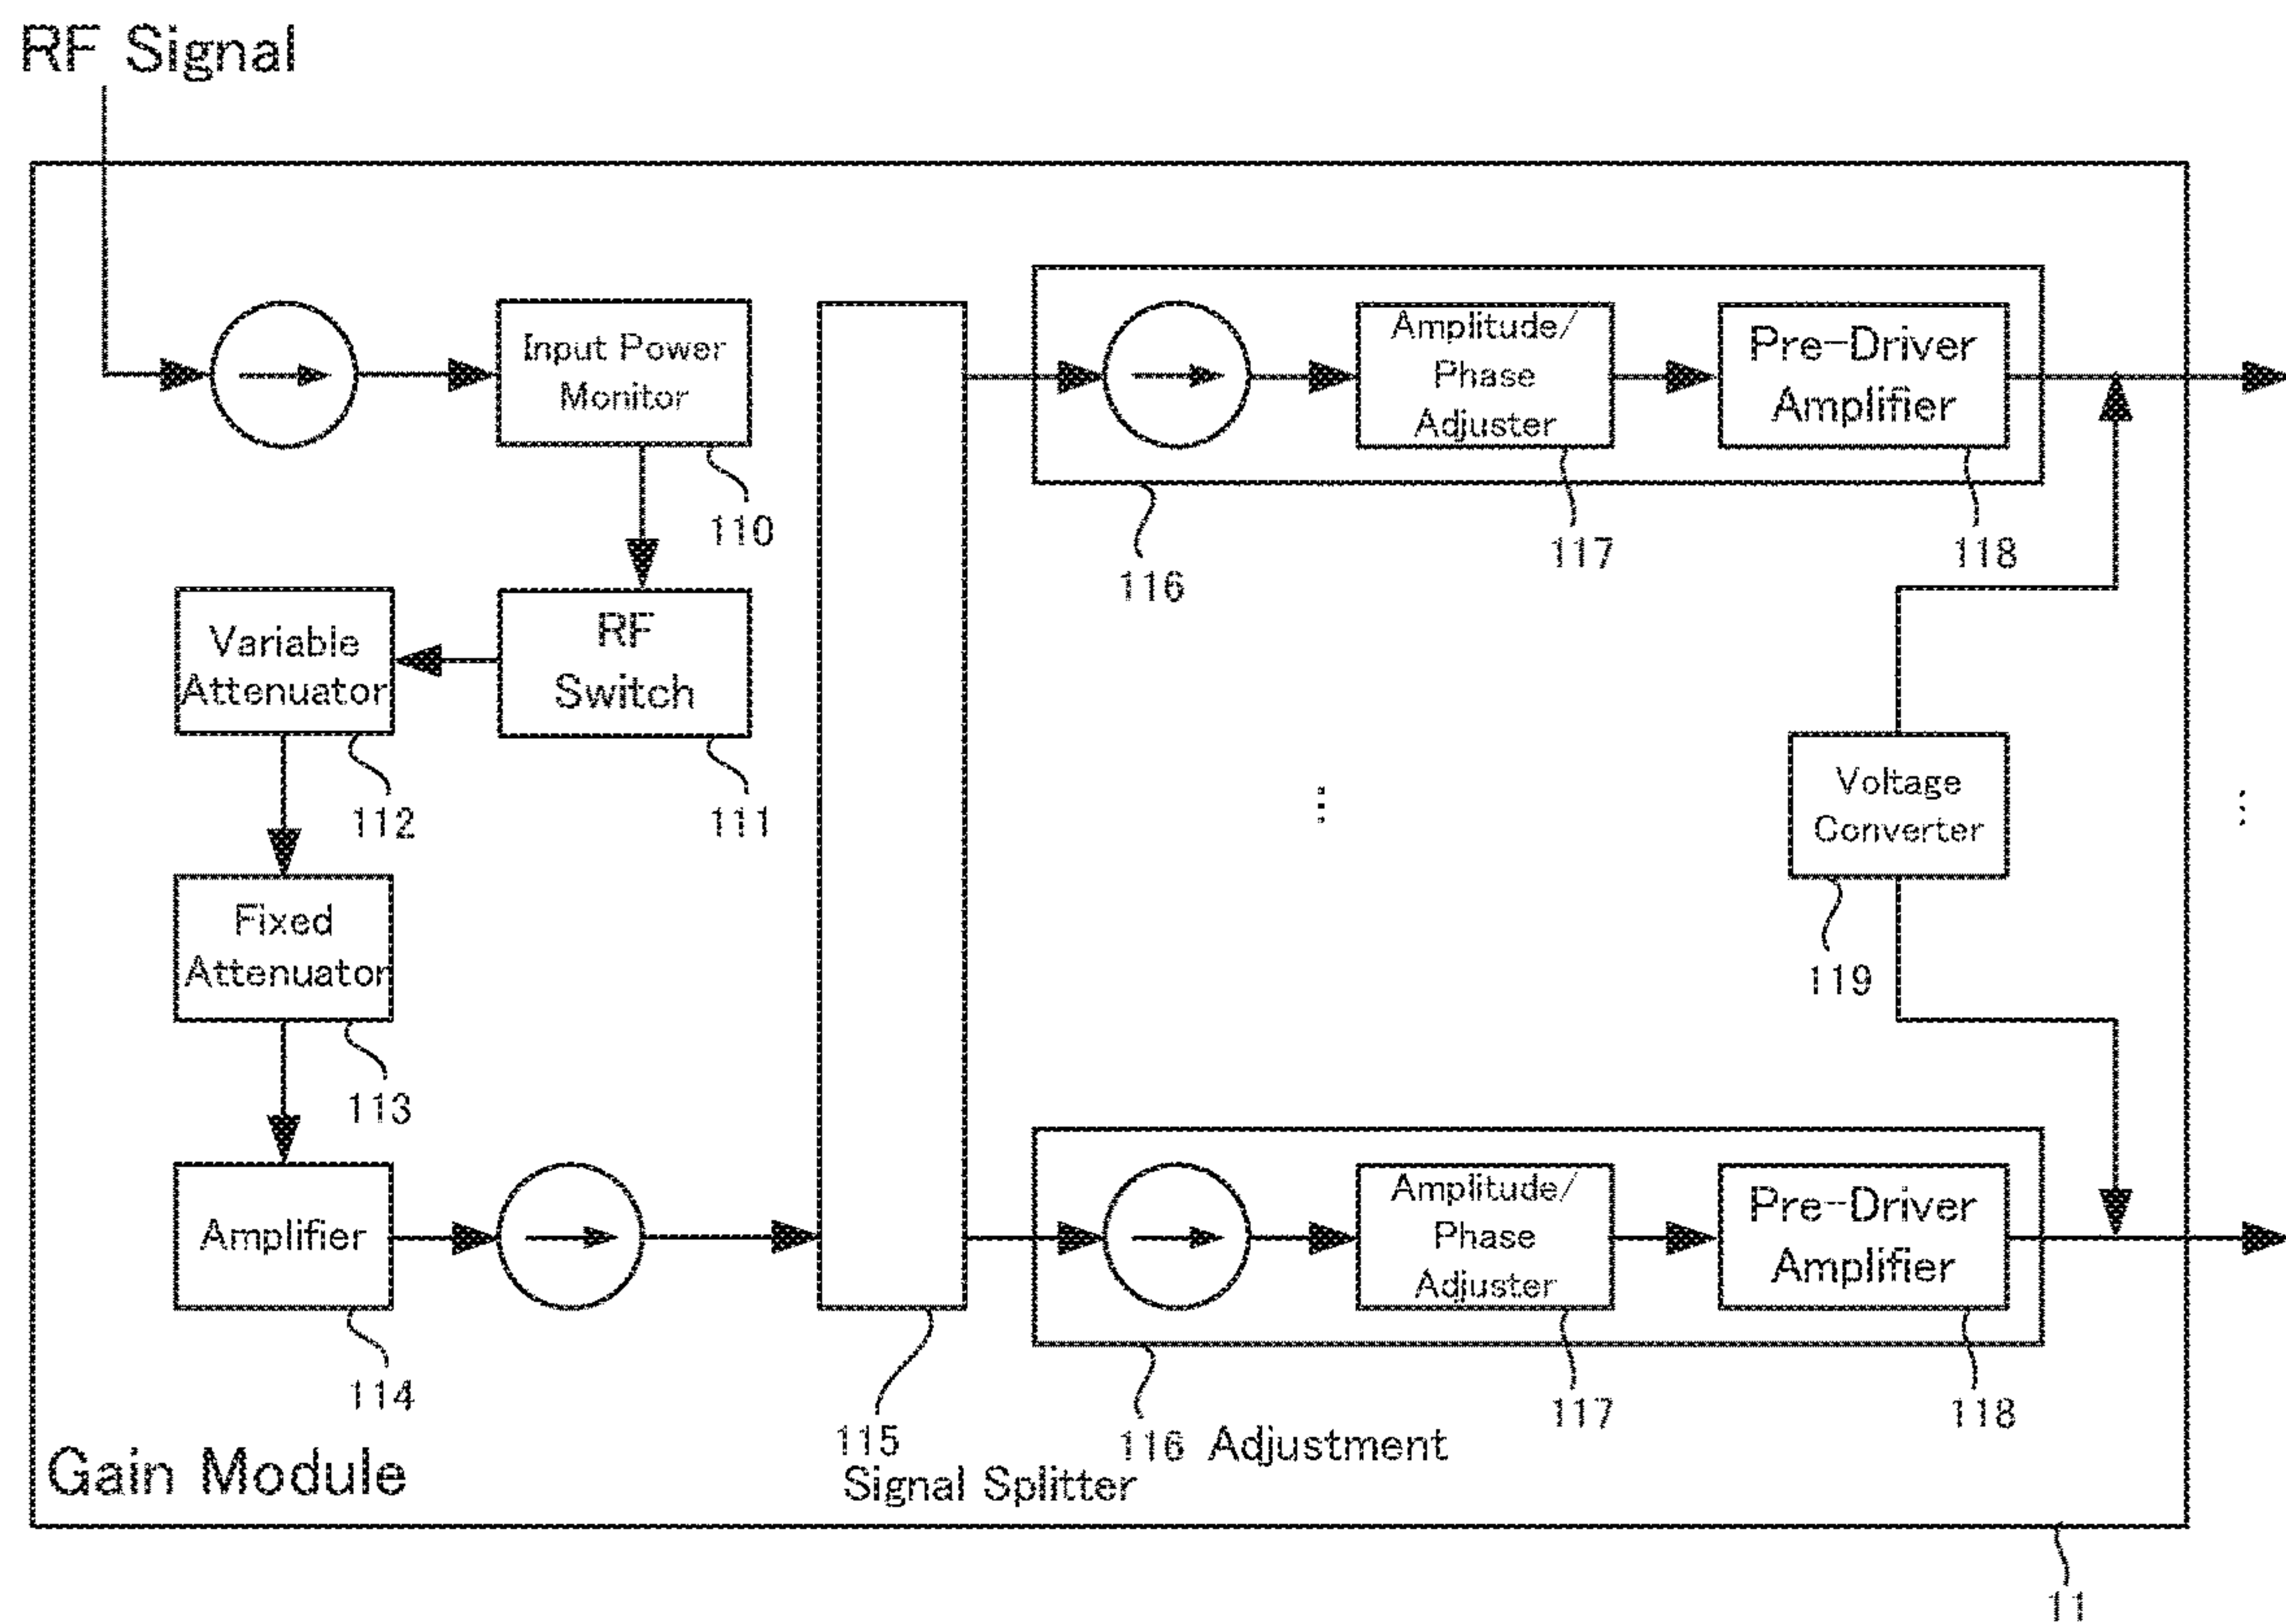 RF Signal
Input Power
Monitor
110
RF
Switch
111
Variable
Attenuator
112
Fixed
Attenuator
113
Amplifier
114
115
Signal Splitter
Amplitude/
Phase
Adjuster
117
Pre-Driver
Amplifier
118
116
...
Voltage
Converter
119
...
Amplitude/
Phase
Adjuster
117
Pre-Driver
Amplifier
118
116 Adjustment
Gain Module
11